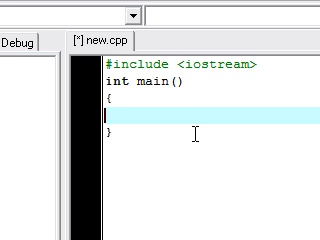 Debug
[*] new.cpp
#include <iostream>
int main()
{
}